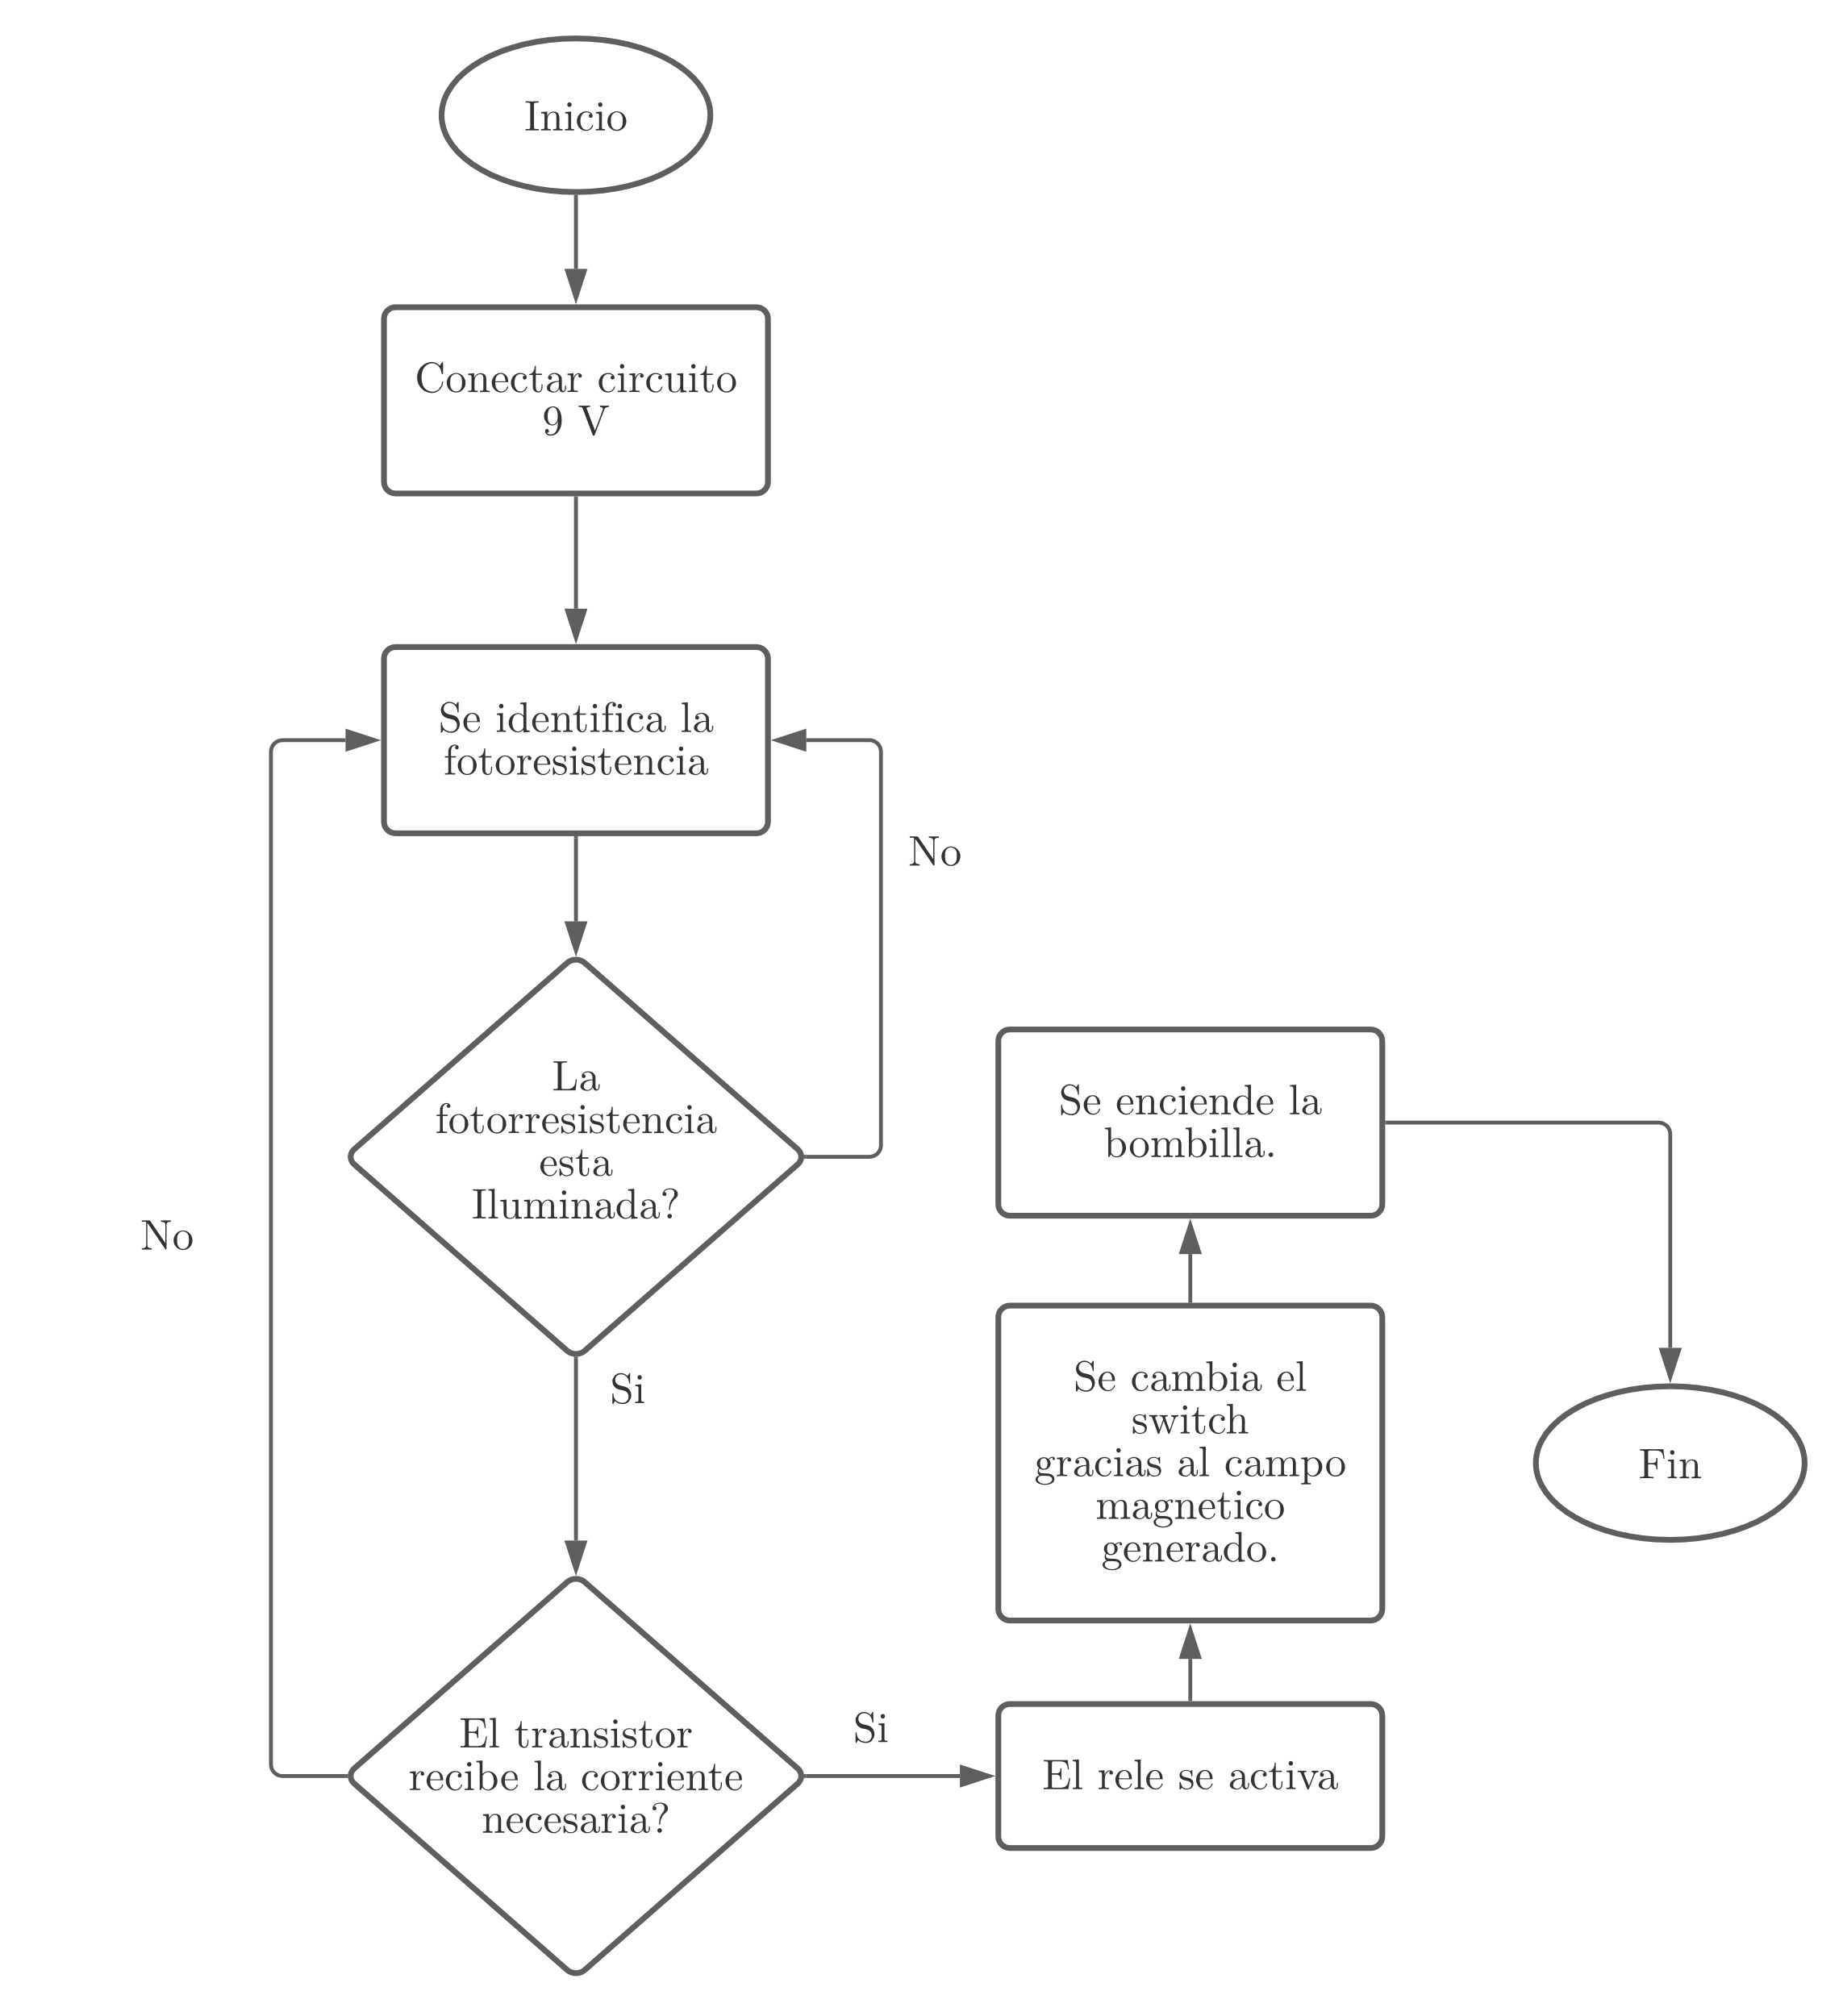 Inicio
Conectar circuito
9 V
Se identifica la
fotoresistencia
No
La
fotorresistencia
esta
Iluminada?
No
Si
El transistor
recibe la corriente
necesaria?
Si
El rele se activa
Se cambia el
switch
gracias al campo
magnetico
generado.
Se enciende la
bombilla.
Fin